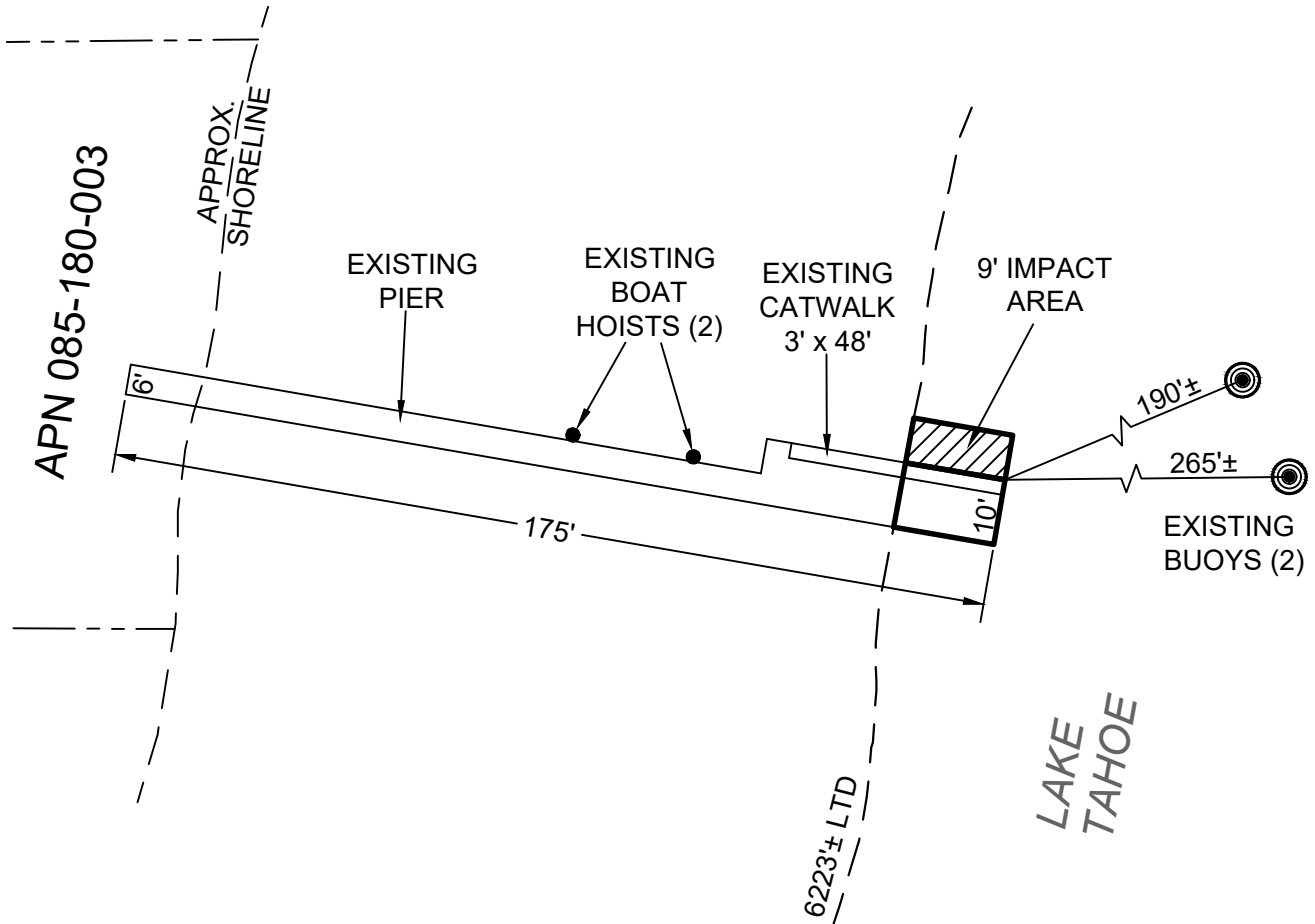 APN 085-180-003
APPROX.
SHORELINE
EXISTING
PIER
EXISTING
BOAT
HOISTS (2)
EXISTING
CATWALK
3' x 48'
9' IMPACT
AREA
190'±
265'±
EXISTING
BUOYS (2)
6'
10'
175'
6223'± LTD
LAKE
TAHOE